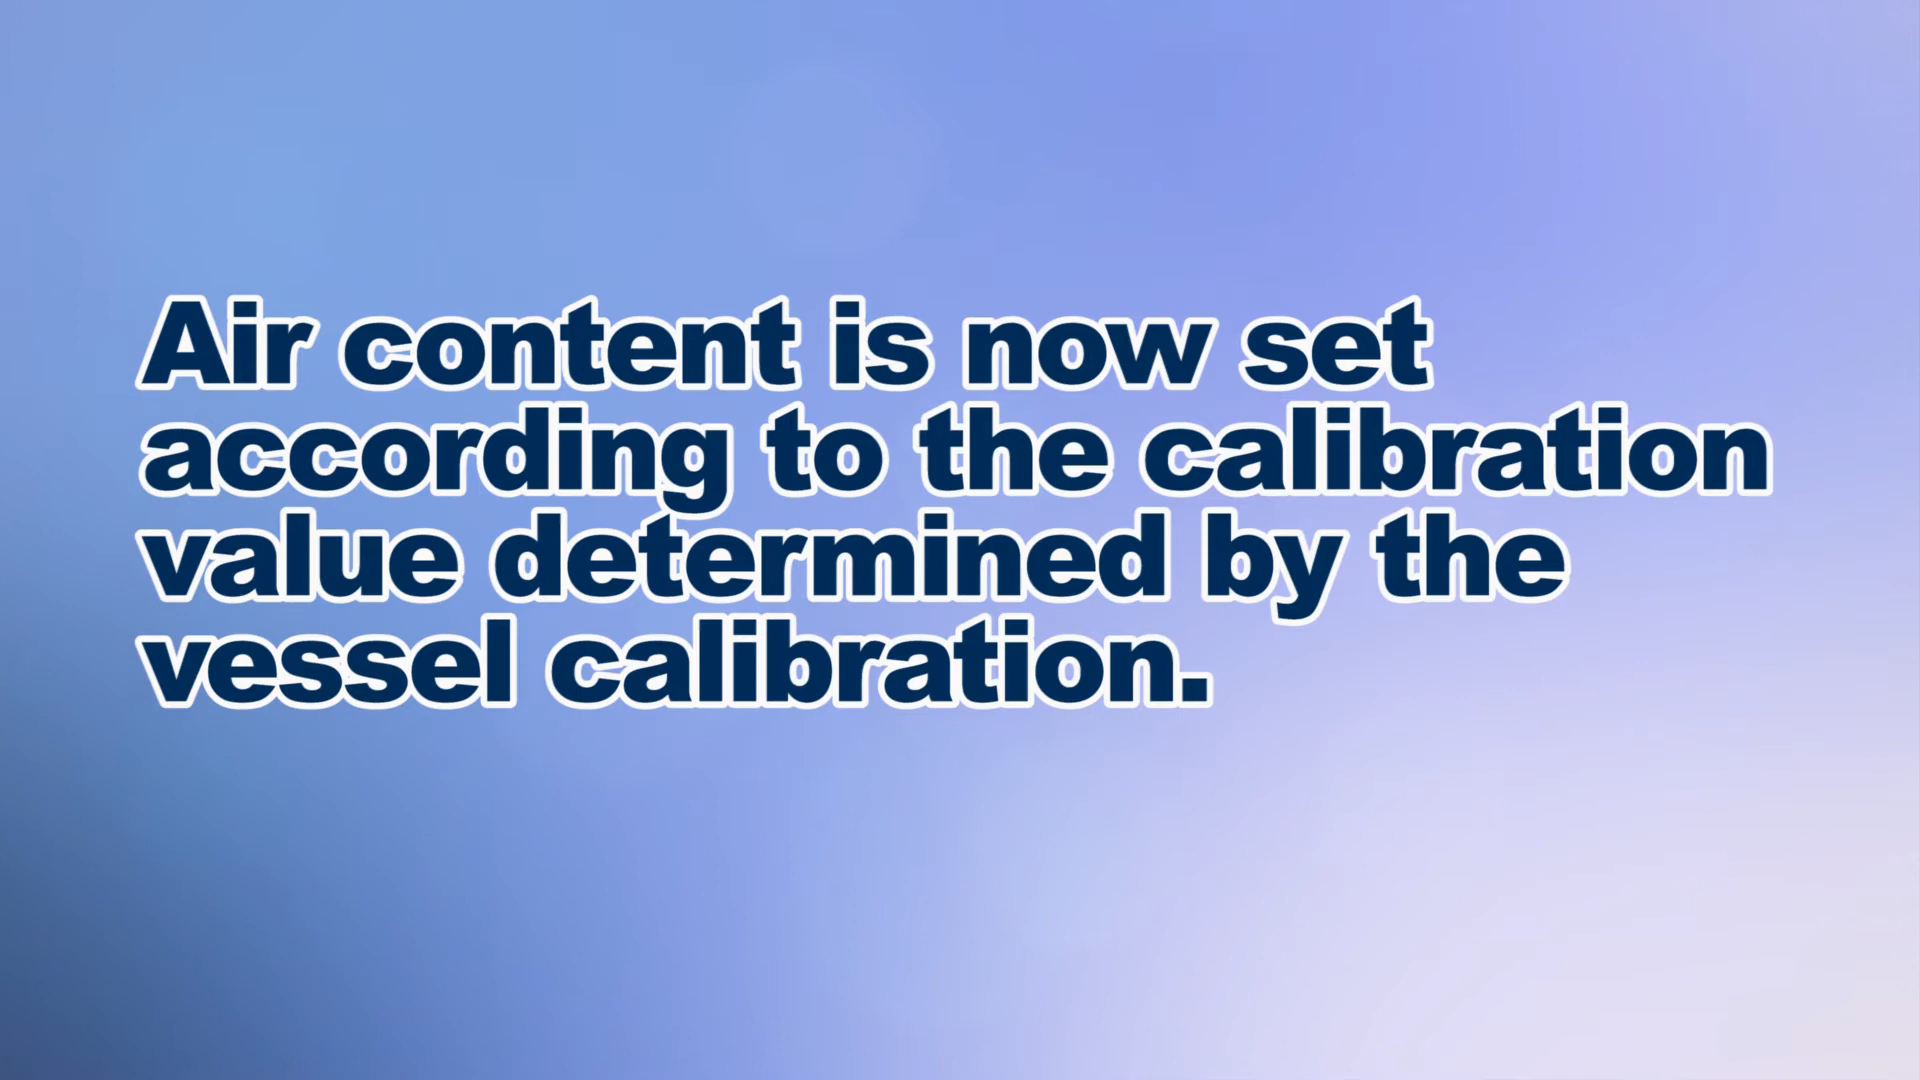 Air content is now set
according to the calibration
value determined by the
vessel calibration.